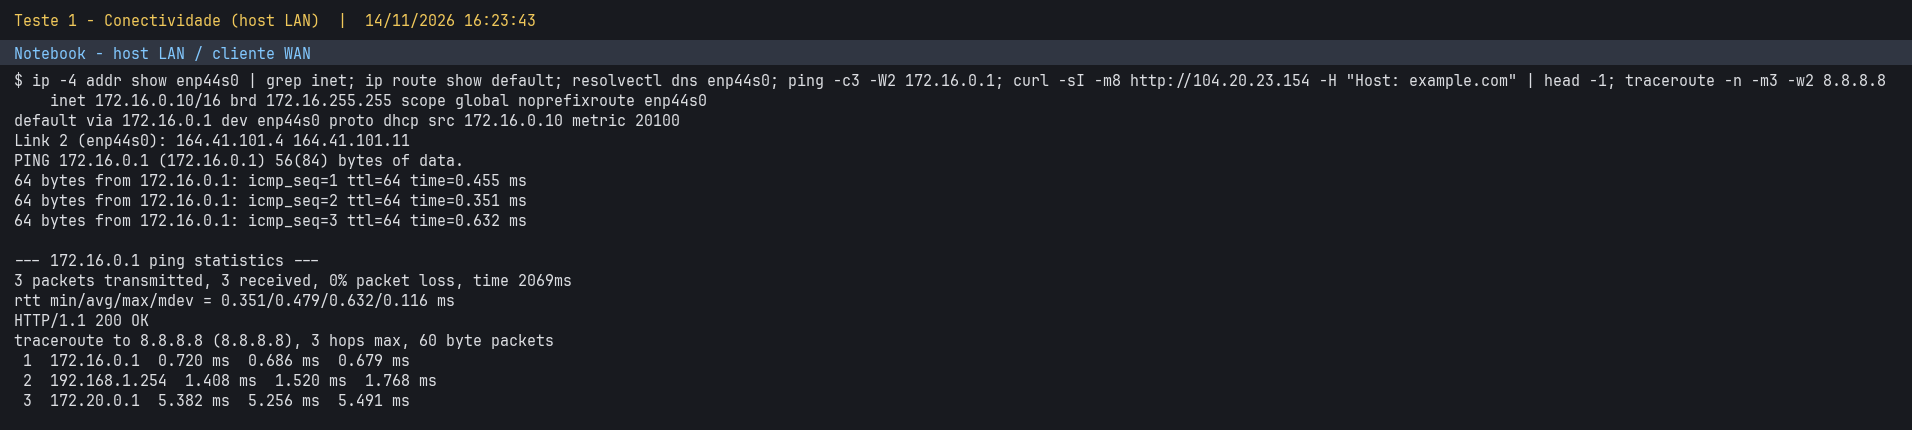 Teste 1 - Conectividade (host LAN)  |  14/11/2026 16:23:43
Notebook - host LAN / cliente WAN
$ ip -4 addr show enp44s0 | grep inet; ip route show default; resolvectl dns enp44s0; ping -c3 -W2 172.16.0.1; curl -sI -m8 http://104.20.23.154 -H "Host: example.com" | head -1; traceroute -n -m3 -w2 8.8.8.8
    inet 172.16.0.10/16 brd 172.16.255.255 scope global noprefixroute enp44s0
default via 172.16.0.1 dev enp44s0 proto dhcp src 172.16.0.10 metric 20100
Link 2 (enp44s0): 164.41.101.4 164.41.101.11
PING 172.16.0.1 (172.16.0.1) 56(84) bytes of data.
64 bytes from 172.16.0.1: icmp_seq=1 ttl=64 time=0.455 ms
64 bytes from 172.16.0.1: icmp_seq=2 ttl=64 time=0.351 ms
64 bytes from 172.16.0.1: icmp_seq=3 ttl=64 time=0.632 ms

--- 172.16.0.1 ping statistics ---
3 packets transmitted, 3 received, 0% packet loss, time 2069ms
rtt min/avg/max/mdev = 0.351/0.479/0.632/0.116 ms
HTTP/1.1 200 OK
traceroute to 8.8.8.8 (8.8.8.8), 3 hops max, 60 byte packets
 1  172.16.0.1  0.720 ms  0.686 ms  0.679 ms
 2  192.168.1.254  1.408 ms  1.520 ms  1.768 ms
 3  172.20.0.1  5.382 ms  5.256 ms  5.491 ms